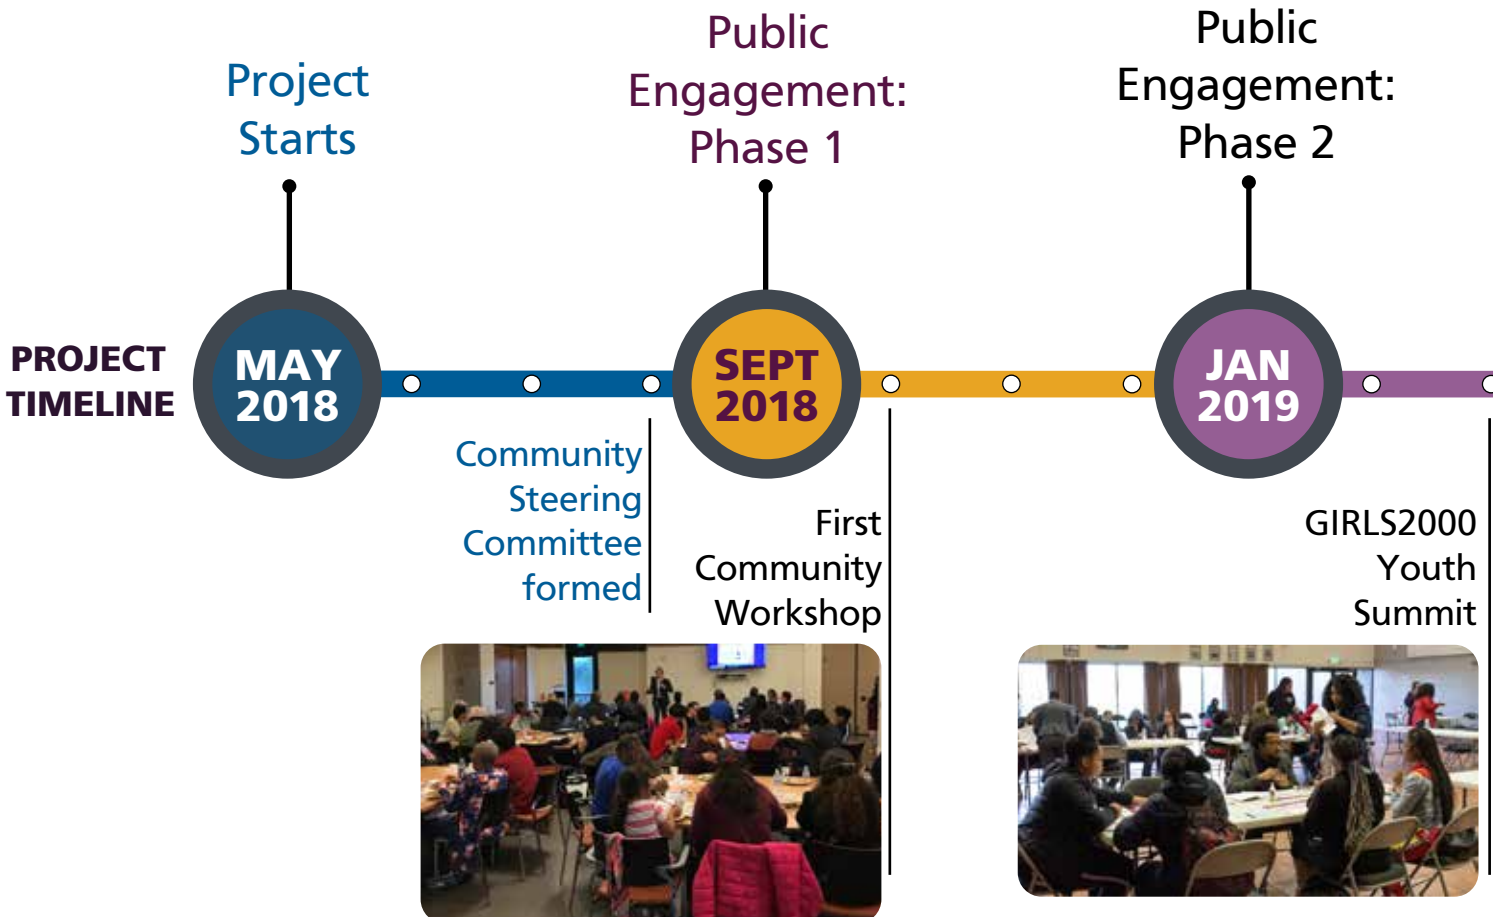 Project
Starts
Public
Engagement:
Phase 1
Public
Engagement:
Phase 2
PROJECT
TIMELINE
MAY
2018
SEPT
2018
JAN
2019
Community
Steering
Committee
formed
First
Community
Workshop
GIRLS2000
Youth
Summit